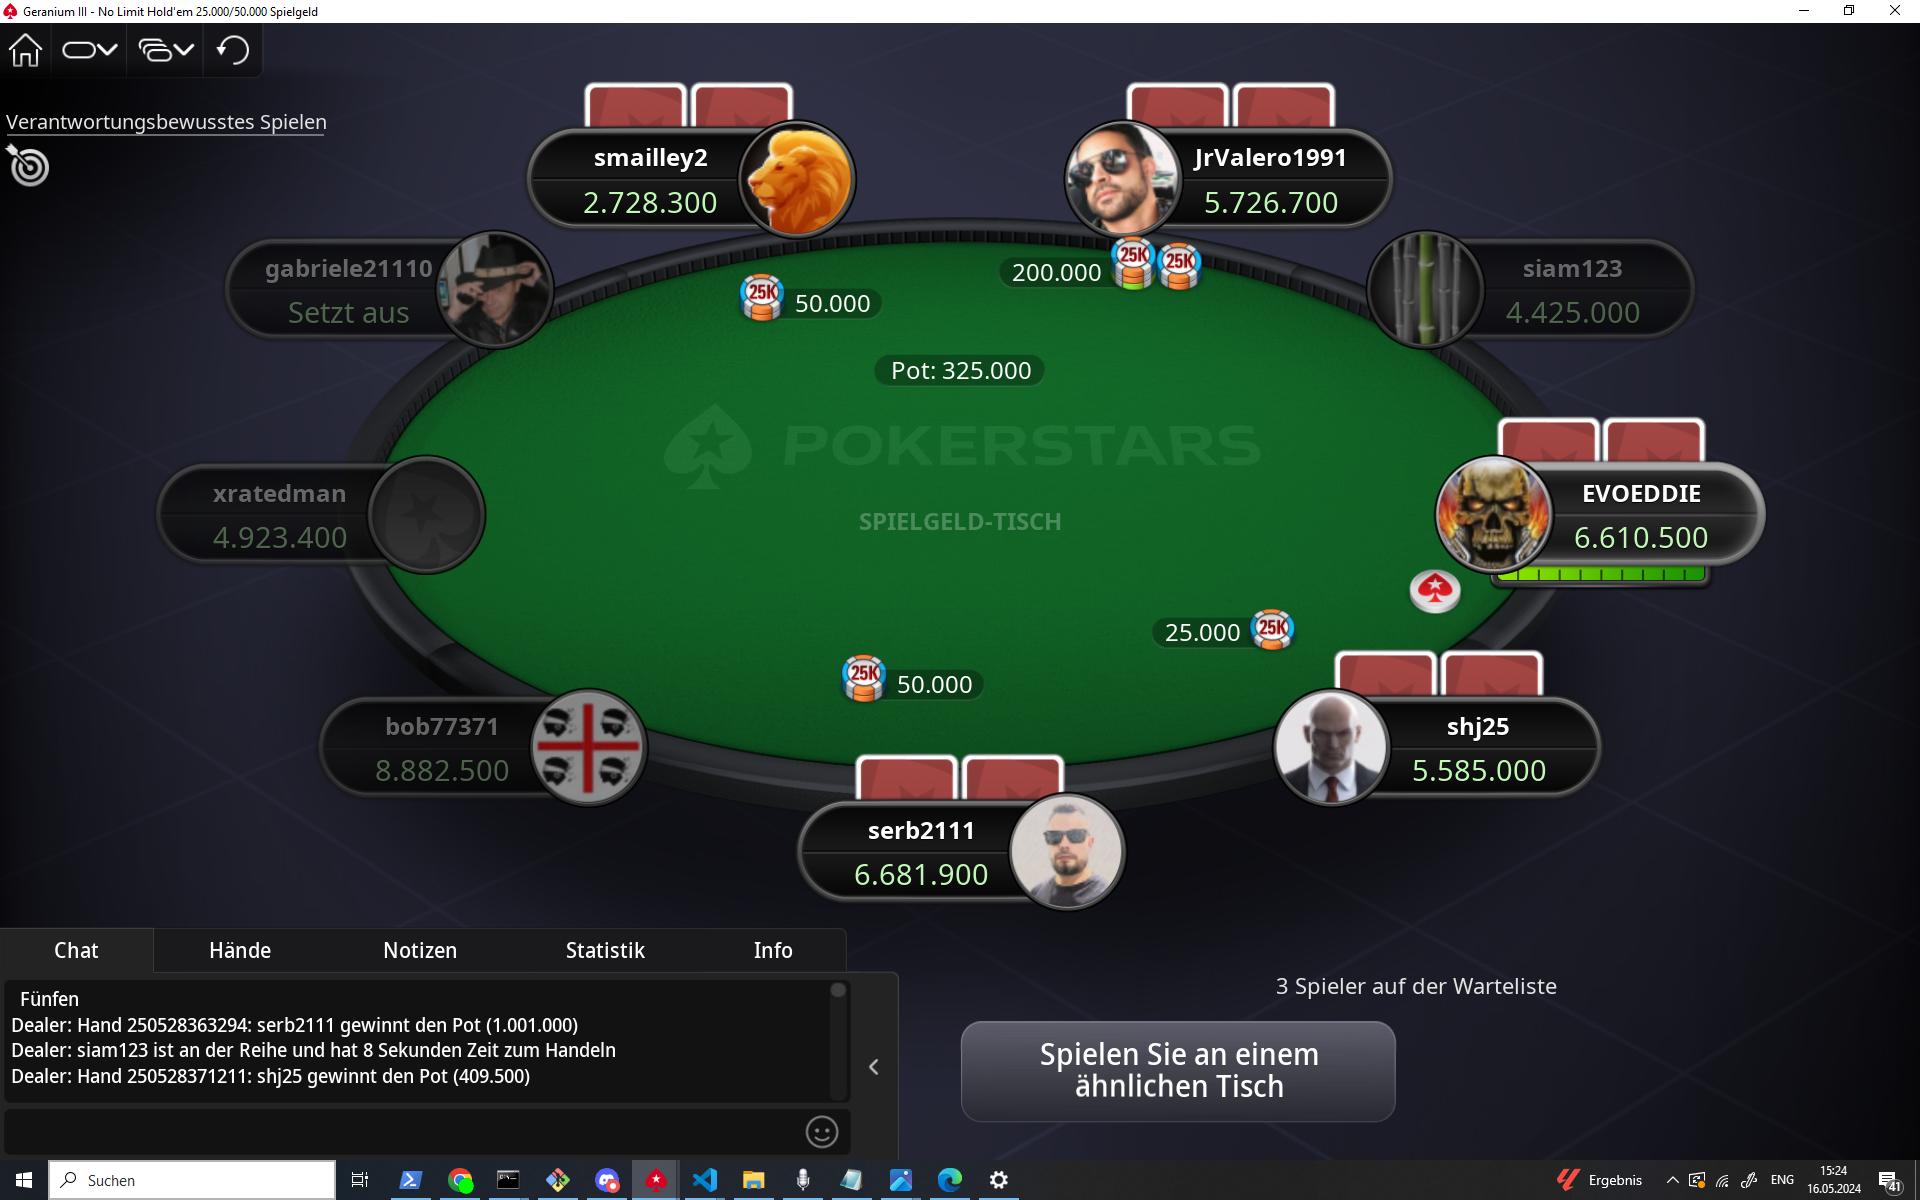 Geranium III - No Limit Hold'em 25.000/50.000 Spielgeld
Verantwortungsbewusstes Spielen
smailley2
2.728.300
JrValero1991
5.726.700
gabriele21110
Setzt aus
siam123
4.425.000
25K
50.000
200.000
25K
25K
Pot: 325.000
POKERSTARS
SPIELGELD-TISCH
xratedman
4.923.400
EVOEDDIE
6.610.500
25.000
25K
25K
50.000
bob77371
8.882.500
shj25
5.585.000
serb2111
6.681.900
Chat
Hände
Notizen
Statistik
Info
Fünfen
Dealer: Hand 250528363294: serb2111 gewinnt den Pot (1.001.000)
Dealer: siam123 ist an der Reihe und hat 8 Sekunden Zeit zum Handeln
Dealer: Hand 250528371211: shj25 gewinnt den Pot (409.500)
3 Spieler auf der Warteliste
Spielen Sie an einem
ähnlichen Tisch
Suchen
Ergebnis
ENG
15:24
16.05.2024
41